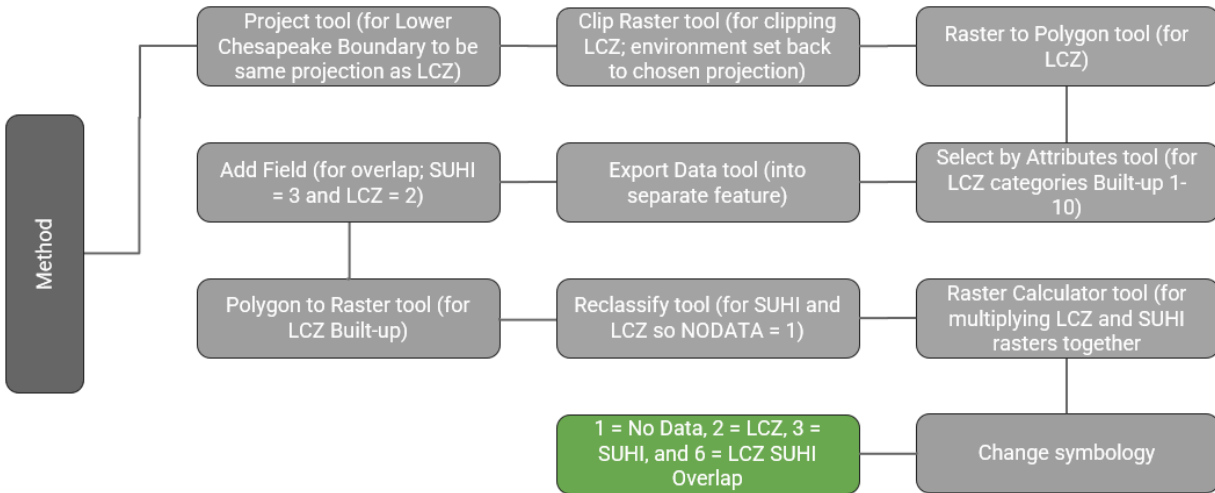 Method
Project tool (for Lower
Chesapeake Boundary to be
same projection as LCZ)
Clip Raster tool (for clipping
LCZ; environment set back
to chosen projection)
Raster to Polygon tool (for
LCZ)
Select by Attributes tool (for
LCZ categories Built-up 1-
10)
Export Data tool (into
separate feature)
Add Field (for overlap; SUHI
= 3 and LCZ = 2)
Polygon to Raster tool (for
LCZ Built-up)
Reclassify tool (for SUHI and
LCZ so NODATA = 1)
Raster Calculator tool (for
multiplying LCZ and SUHI
rasters together
Change symbology
1 = No Data, 2 = LCZ, 3 =
SUHI, and 6 = LCZ SUHI
Overlap